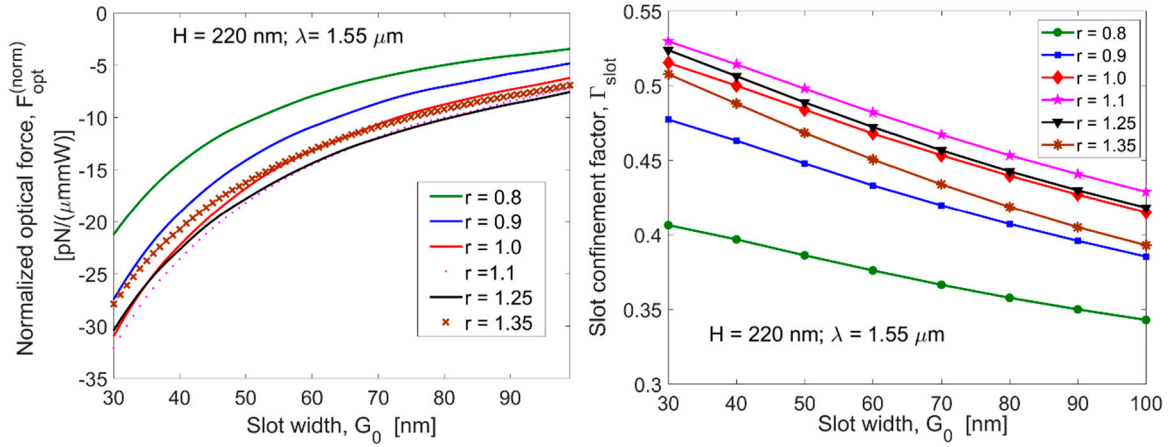 H = 220 nm; λ= 1.55 μm
Normalized optical force, F_opt^(norm)
[pN/(μmmW)]
0
-5
-10
-15
-20
-25
-30
-35
r = 0.8
r = 0.9
r = 1.0
r =1.1
r = 1.25
r = 1.35
30 40 50 60 70 80 90
Slot width, G₀ [nm]
Slot confinement factor, Γ_slot
0.55
0.5
0.45
0.4
0.35
0.3
r = 0.8
r = 0.9
r = 1.0
r = 1.1
r = 1.25
r = 1.35
H = 220 nm; λ = 1.55 μm
30 40 50 60 70 80 90 100
Slot width, G₀ [nm]